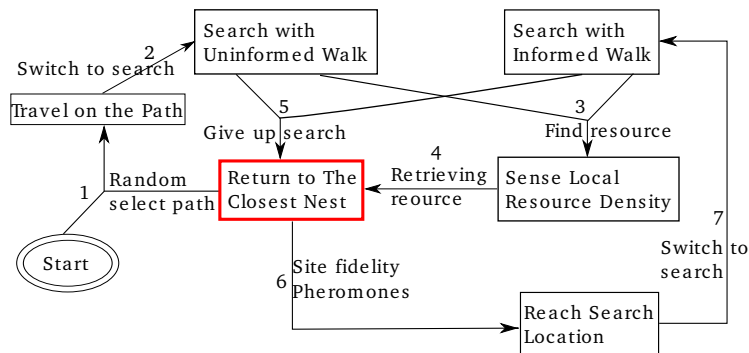 Search with
Uninformed Walk
Search with
Informed Walk
2
Switch to search
Travel on the Path
5
Give up search
3
Find resource
1
Random
select path
Return to The
Closest Nest
4
Retrieving
reource
Sense Local
Resource Density
7
Switch to
search
Start
6
Site fidelity
Pheromones
Reach Search
Location